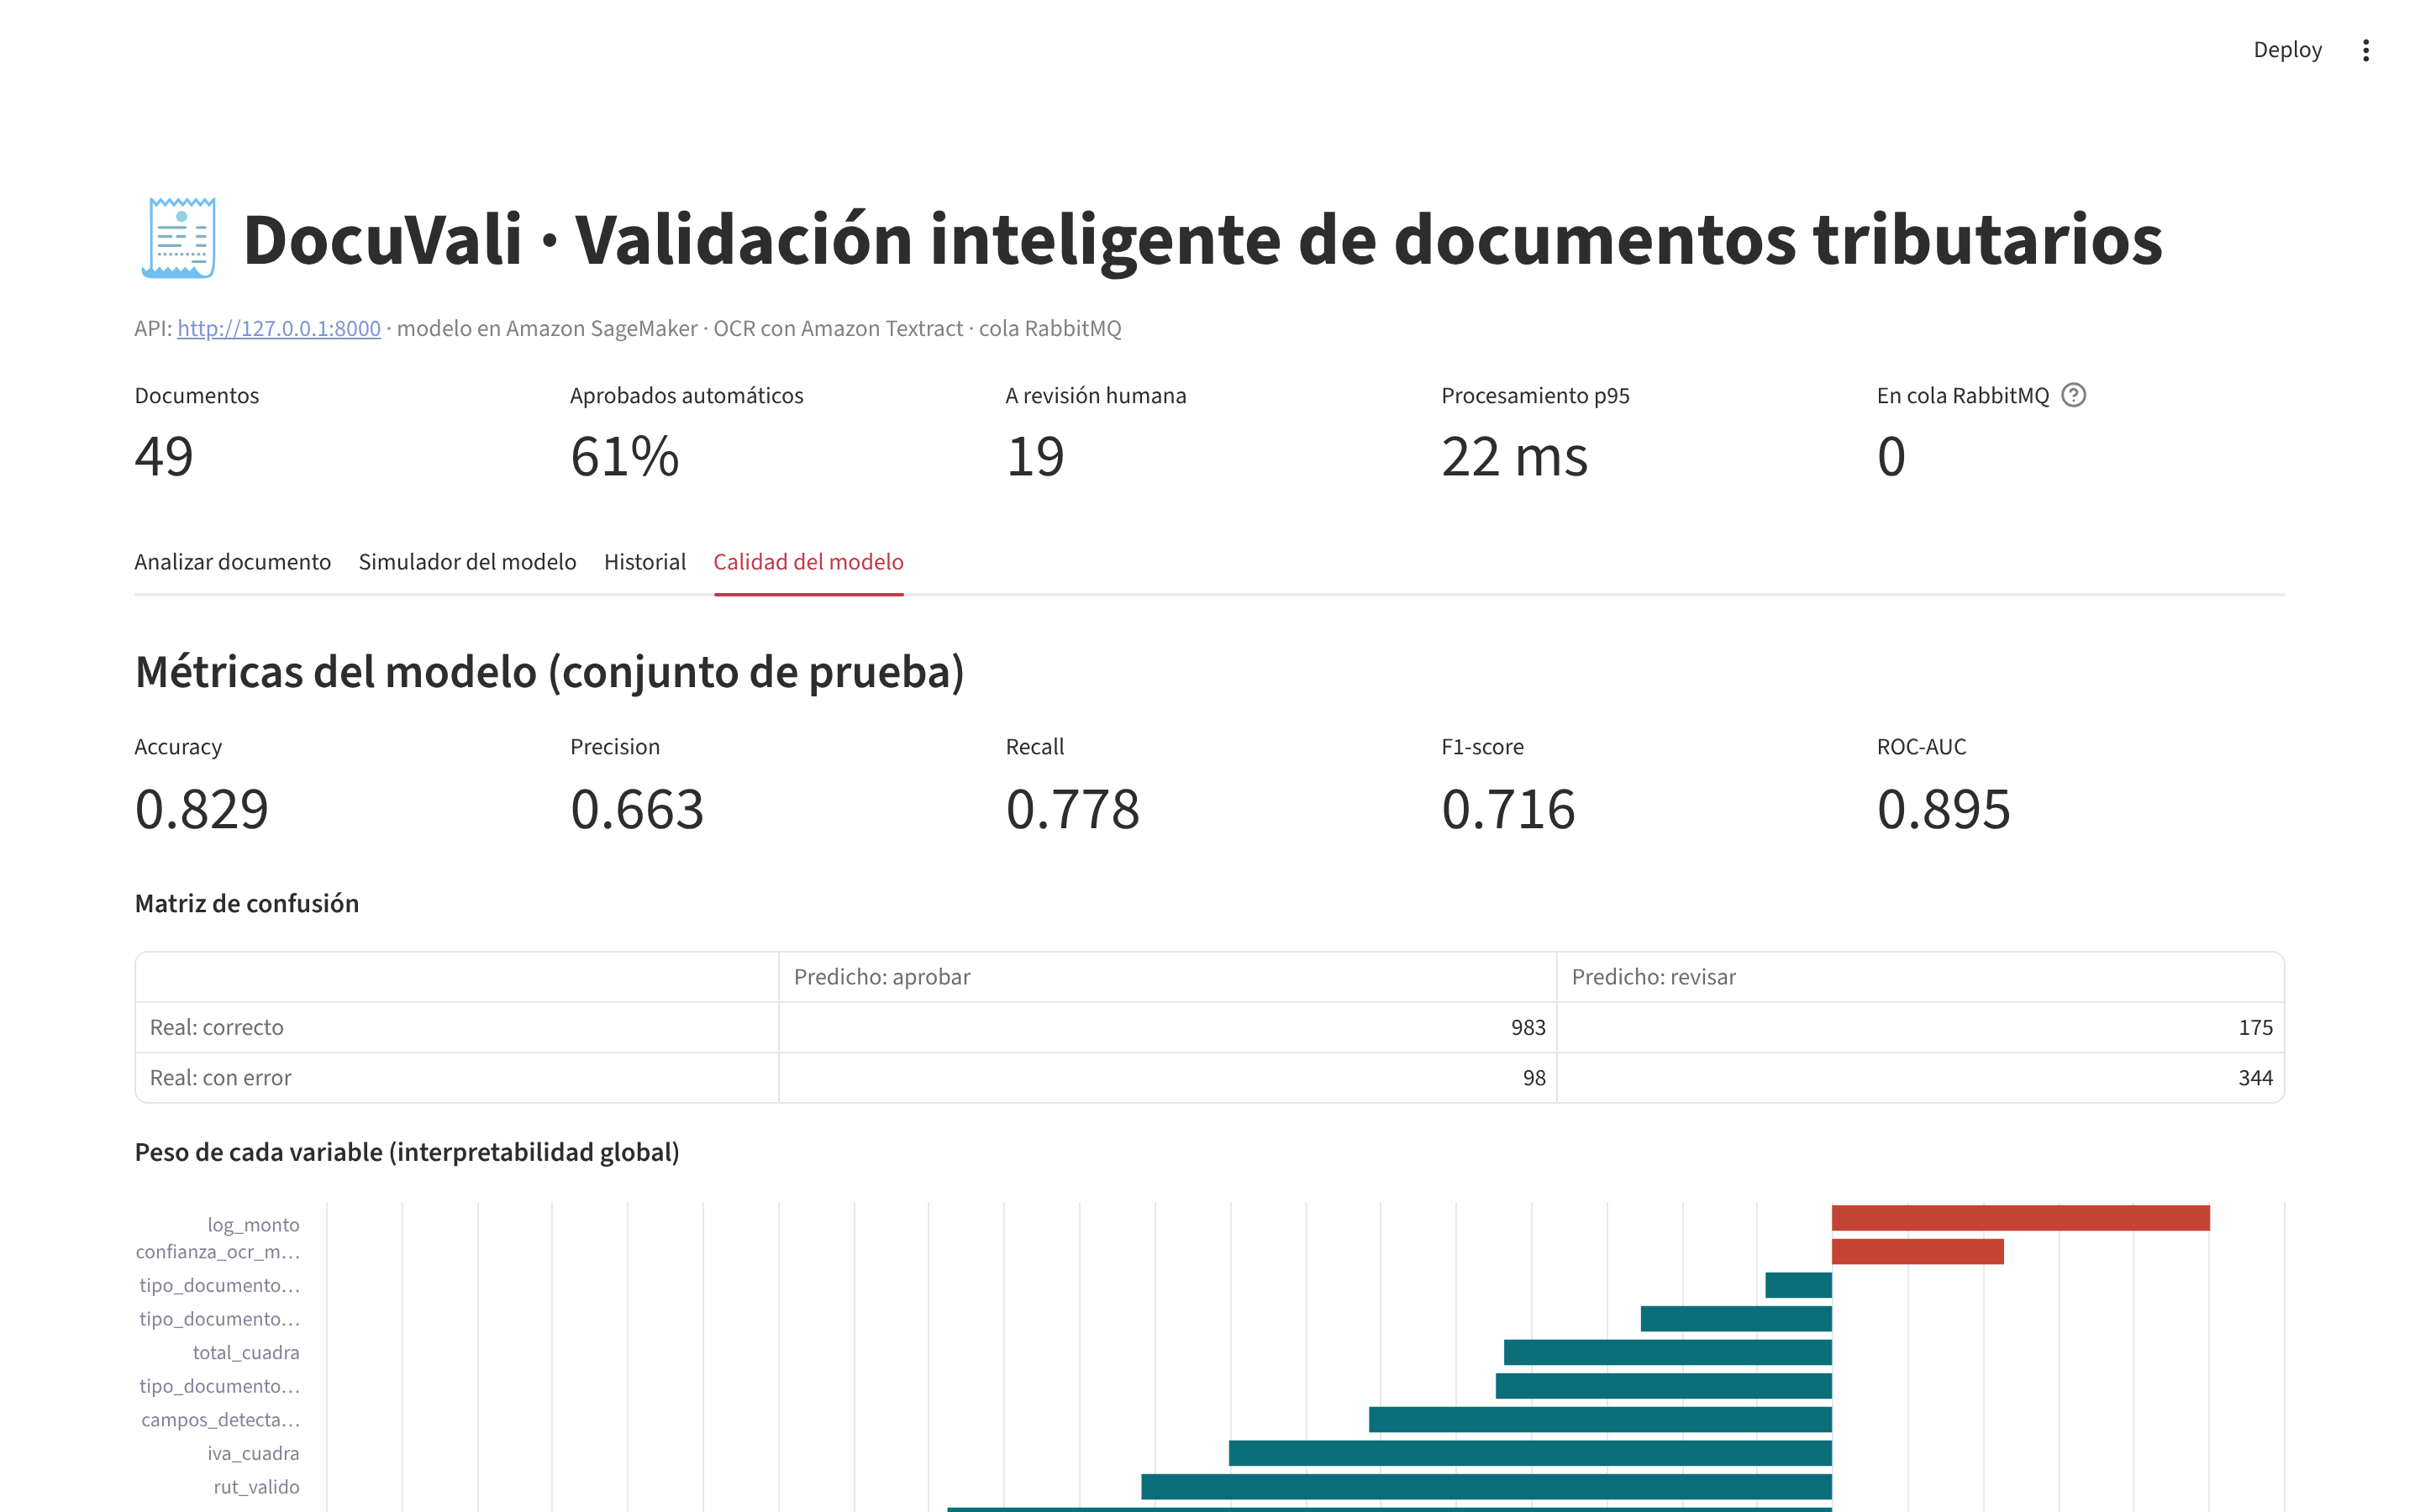 Deploy
DocuVali · Validación inteligente de documentos tributarios
API: http://127.0.0.1:8000 · modelo en Amazon SageMaker · OCR con Amazon Textract · cola RabbitMQ
Documentos Aprobados automáticos A revisión humana Procesamiento p95 En cola RabbitMQ
49 61% 19 22 ms 0
Analizar documento Simulador del modelo Historial Calidad del modelo
Métricas del modelo (conjunto de prueba)
Accuracy Precision Recall F1-score ROC-AUC
0.829 0.663 0.778 0.716 0.895
Matriz de confusión
Predicho: aprobar Predicho: revisar
Real: correcto 983 175
Real: con error 98 344
Peso de cada variable (interpretabilidad global)
log_monto
confianza_ocr_m…
tipo_documento…
tipo_documento…
total_cuadra
tipo_documento…
campos_detecta…
iva_cuadra
rut_valido